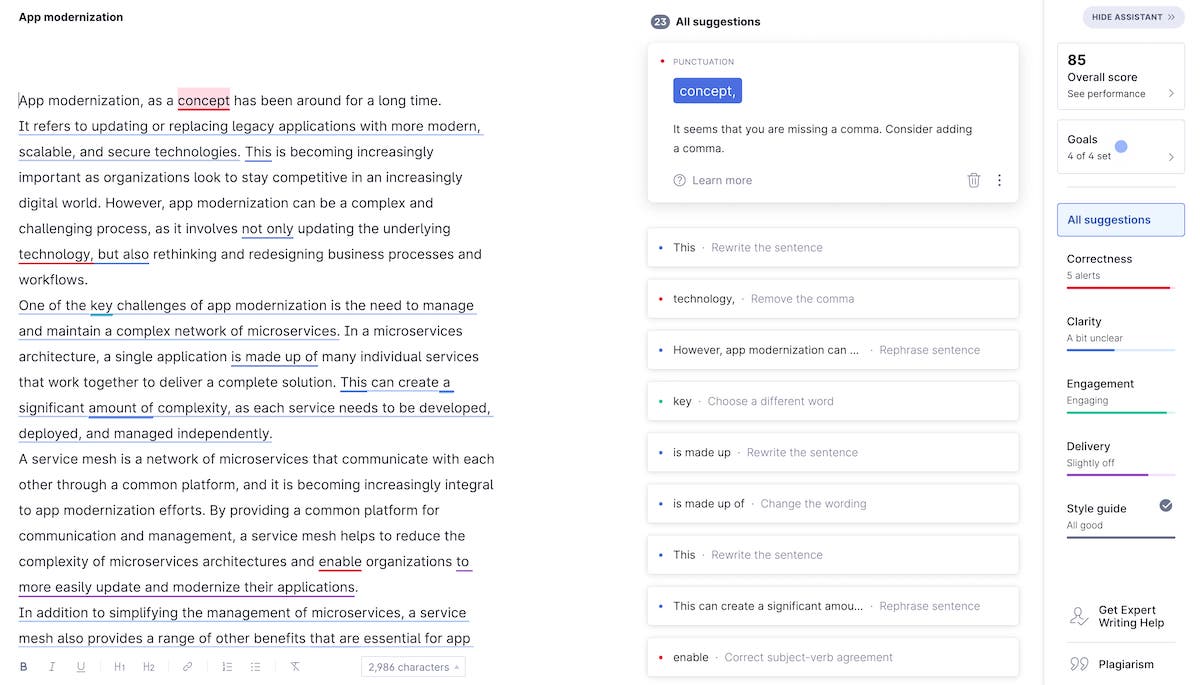 App modernization
App modernization, as a concept has been around for a long time.
It refers to updating or replacing legacy applications with more modern,
scalable, and secure technologies. This is becoming increasingly
important as organizations look to stay competitive in an increasingly
digital world. However, app modernization can be a complex and
challenging process, as it involves not only updating the underlying
technology, but also rethinking and redesigning business processes and
workflows.
One of the key challenges of app modernization is the need to manage
and maintain a complex network of microservices. In a microservices
architecture, a single application is made up of many individual services
that work together to deliver a complete solution. This can create a
significant amount of complexity, as each service needs to be developed,
deployed, and managed independently.
A service mesh is a network of microservices that communicate with each
other through a common platform, and it is becoming increasingly integral
to app modernization efforts. By providing a common platform for
communication and management, a service mesh helps to reduce the
complexity of microservices architectures and enable organizations to
more easily update and modernize their applications.
In addition to simplifying the management of microservices, a service
mesh also provides a range of other benefits that are essential for app
B I U H1 H2
2,986 characters
23 All suggestions
PUNCTUATION
concept,
It seems that you are missing a comma. Consider adding
a comma.
Learn more
This · Rewrite the sentence
technology, · Remove the comma
However, app modernization can ... · Rephrase sentence
key · Choose a different word
is made up · Rewrite the sentence
is made up of · Change the wording
This · Rewrite the sentence
This can create a significant amou... · Rephrase sentence
enable · Correct subject-verb agreement
HIDE ASSISTANT
85
Overall score
See performance
Goals
4 of 4 set
All suggestions
Correctness
5 alerts
Clarity
A bit unclear
Engagement
Engaging
Delivery
Slightly off
Style guide
All good
Get Expert
Writing Help
Plagiarism